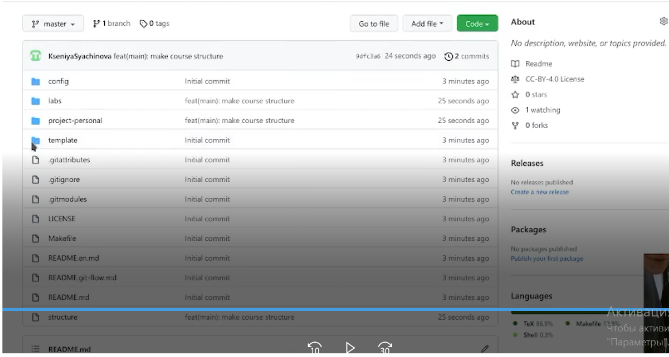 master
1 branch
0 tags
Go to file
Add file
Code
KseniyaSyachinova feat(main): make course structure
24 seconds ago
2 commits
config Initial commit 3 minutes ago
labs feat(main): make course structure 25 seconds ago
project-personal feat(main): make course structure 25 seconds ago
template Initial commit 3 minutes ago
.gitattributes Initial commit 3 minutes ago
.gitignore Initial commit 3 minutes ago
.gitmodules Initial commit 3 minutes ago
LICENSE Initial commit 3 minutes ago
Makefile Initial commit 3 minutes ago
README.en.md Initial commit 3 minutes ago
README.git-flow.md Initial commit 3 minutes ago
README.md Initial commit 3 minutes ago
structure feat(main): make course structure 25 seconds ago
README.md
10
30
About
No description, website, or topics provided.
Readme
CC-BY-4.0 License
0 stars
1 watching
0 forks
Releases
No releases published
Create a new release
Packages
No packages published
Publish your first package
Languages
TeX
Makefile
Shell
Активация
Чтобы активи
"Параметры